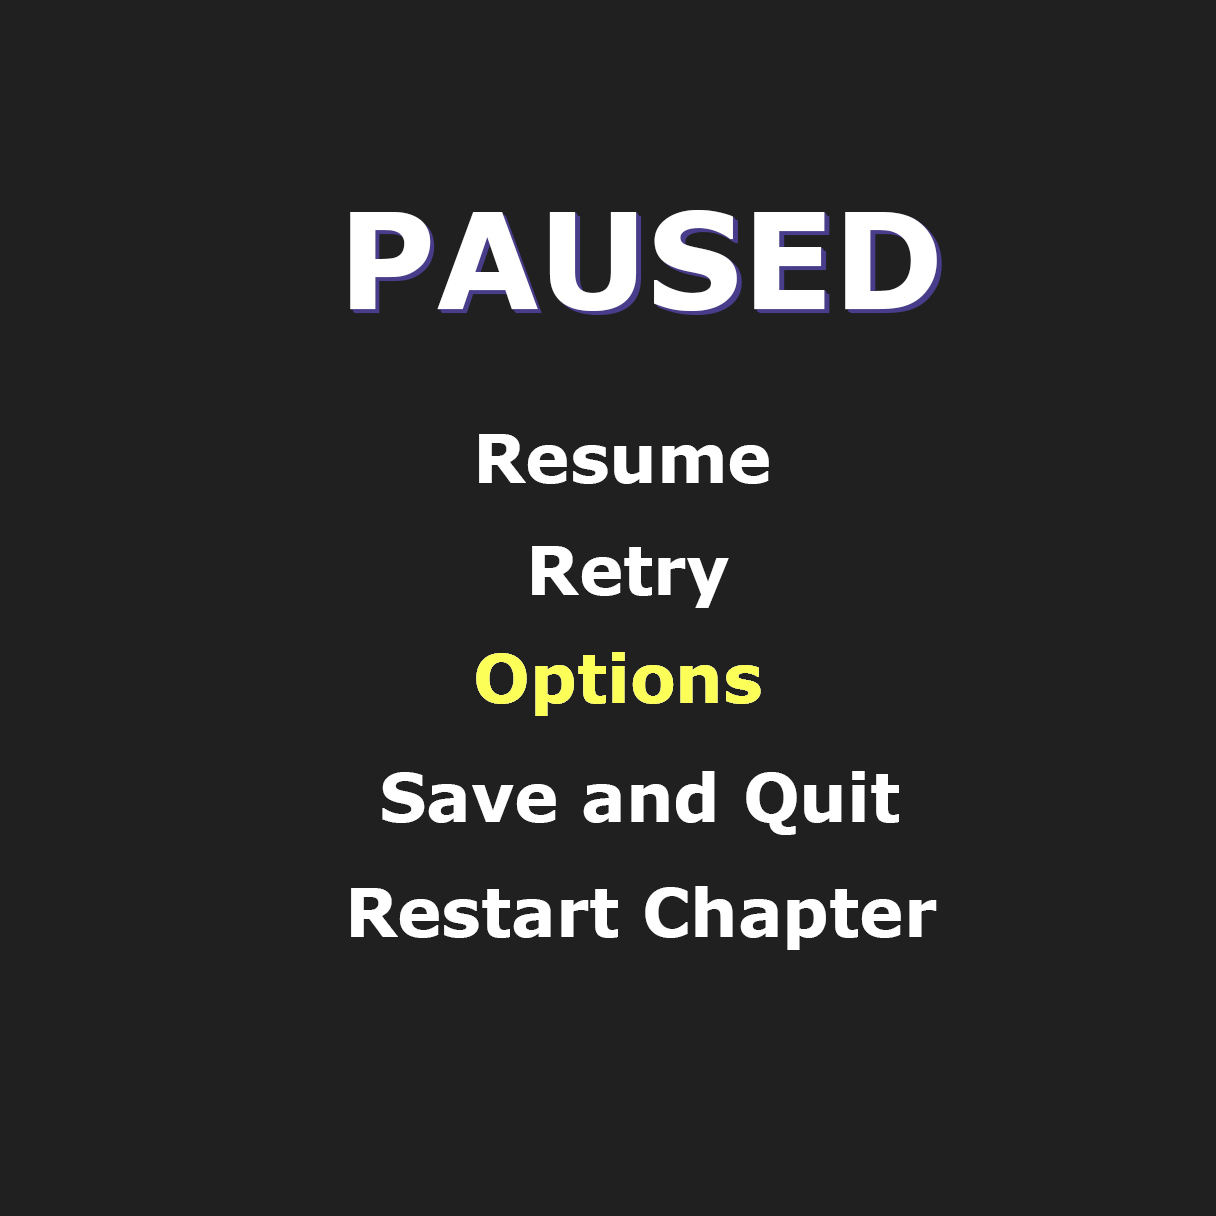 PAUSED
Resume
Retry
Options
Save and Quit
Restart Chapter